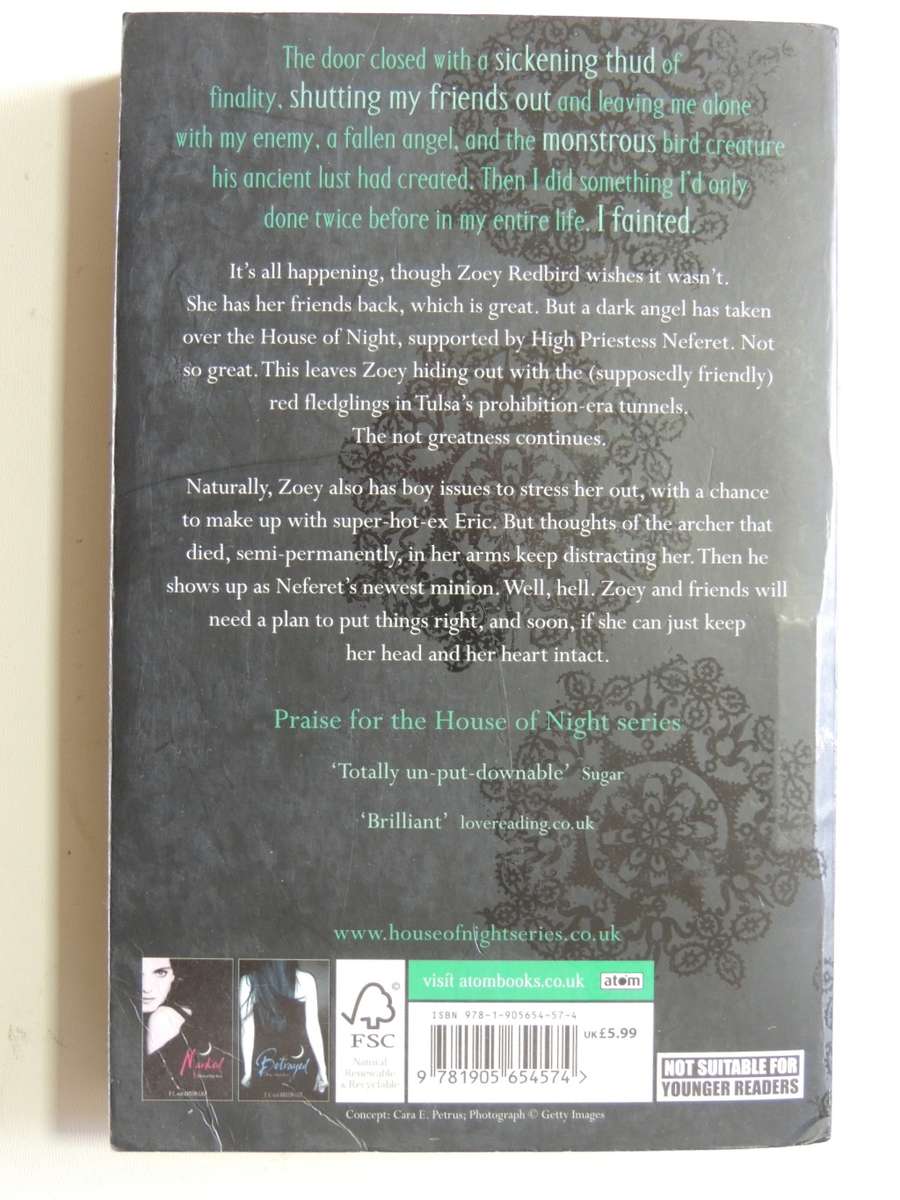 The door closed with a sickening thud of
finality, shutting my friends out and leaving me alone
with my enemy, a fallen angel, and the monstrous bird creature
his ancient lust had created. Then I did something I'd only
done twice before in my entire life. I fainted.
It's all happening, though Zoey Redbird wishes it wasn't.
She has her friends back, which is great. But a dark angel has taken
over the House of Night, supported by High Priestess Neferet. Not
so great. This leaves Zoey hiding out with the (supposedly friendly)
red fledglings in Tulsa's prohibition-era tunnels.
The not greatness continues.
Naturally, Zoey also has boy issues to stress her out, with a chance
to make up with super-hot-ex Eric. But thoughts of the archer that
died, semi-permanently, in her arms keep distracting her. Then he
shows up as Neferet's newest minion. Well, hell. Zoey and friends will
need a plan to put things right, and soon, if she can just keep
her head and her heart intact.
Praise for the House of Night series
'Totally un-put-downable' Sugar
'Brilliant' lovereading.co.uk
www.houseofnightseries.co.uk
Marked
Betrayed
FSC
Natural
Renewable
& Recyclable
visit atombooks.co.uk atom
ISBN 978-1-905654-57-4
UK £5.99
9 781905 654574 >
NOT SUITABLE FOR
YOUNGER READERS
Concept: Cara E. Petrus; Photograph © Getty Images